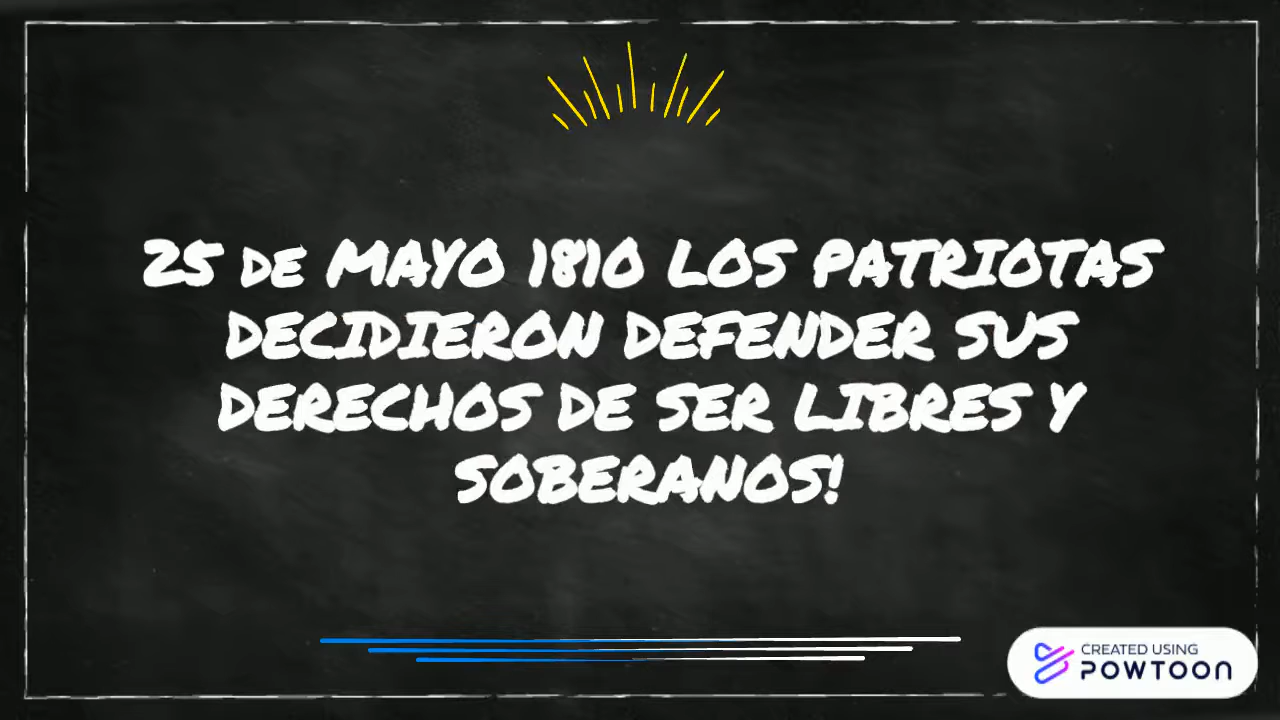 25 DE MAYO 1810 LOS PATRIOTAS
DECIDIERON DEFENDER SUS
DERECHOS DE SER LIBRES Y
SOBERANOS!
CREATED USING
POWTOON